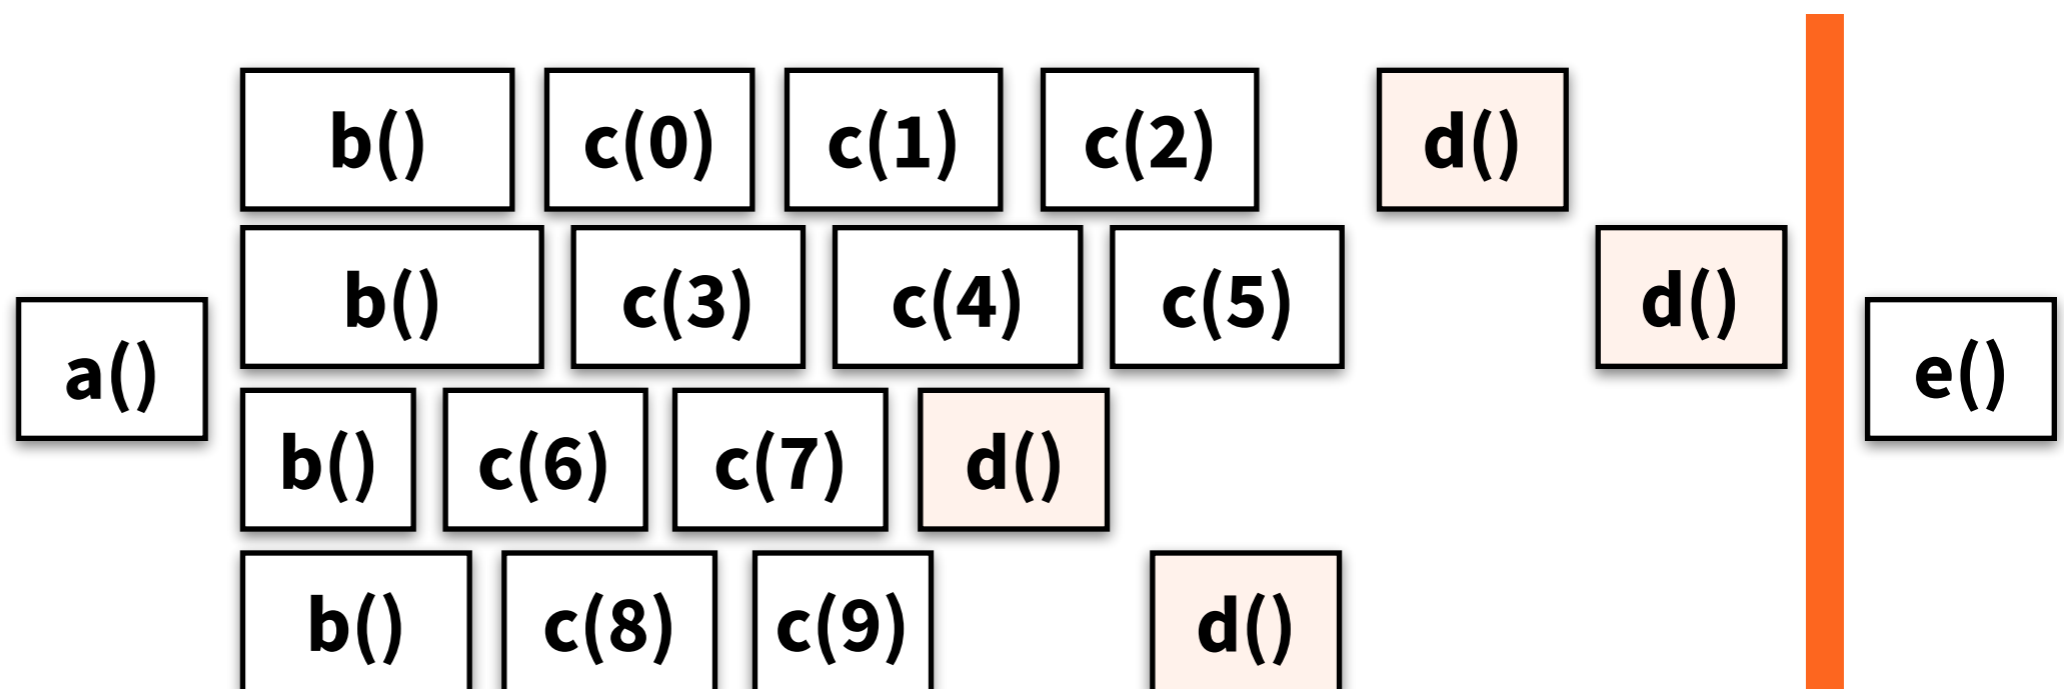 b() c(0) c(1) c(2) d()
b() c(3) c(4) c(5) d()
a() e()
b() c(6) c(7) d()
b() c(8) c(9) d()